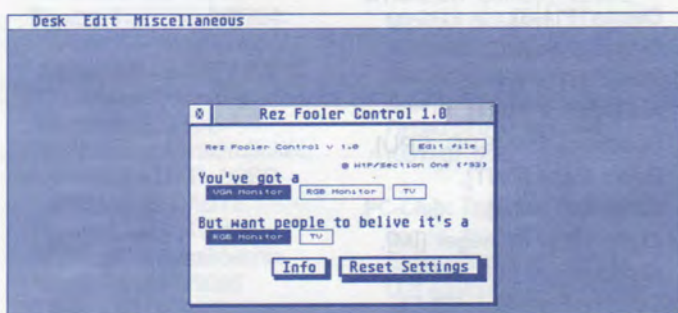 Desk Edit Miscellaneous
Rez Fooler Control 1.0
Rez Fooler Control v 1.0 Edit file
@ HtP/Section One ('93)
You've got a
VGA Monitor RGB Monitor TV
But want people to belive it's a
RGB Monitor TV
Info Reset Settings